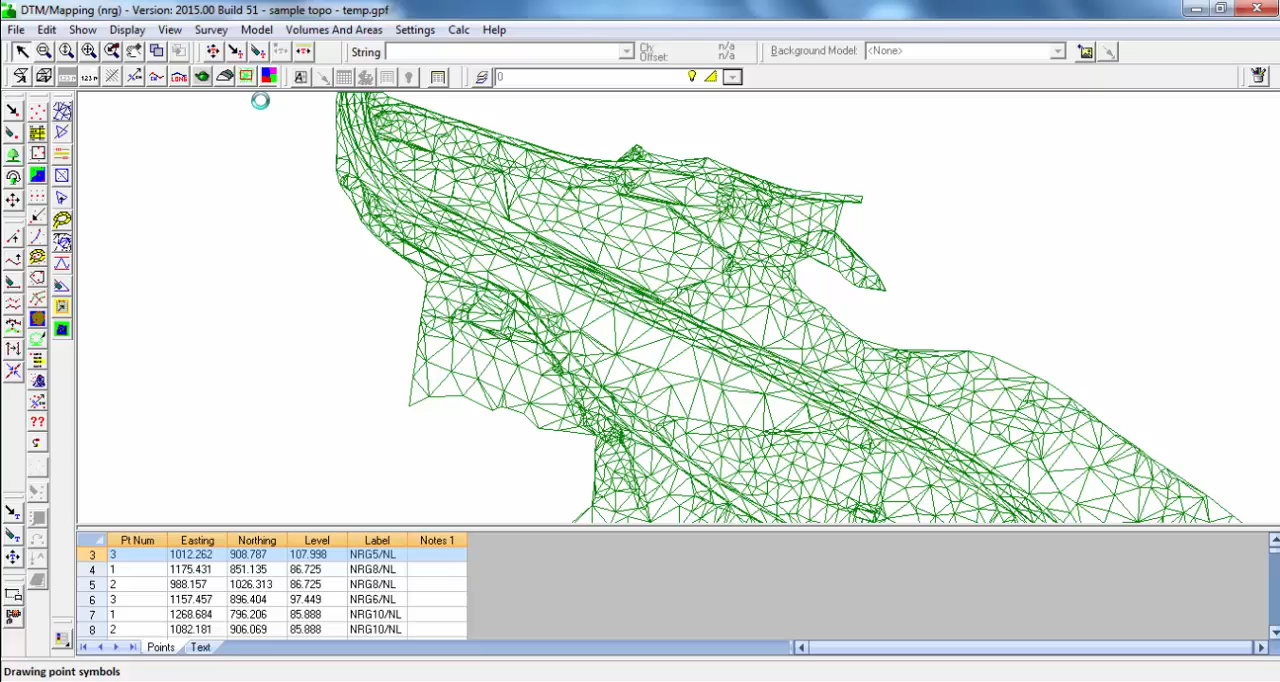 DTM/Mapping (nrg) - Version: 2015.00 Build 51 - sample topo - temp.gpf
File Edit Show Display View Survey Model Volumes And Areas Settings Calc Help
String Ch: n/a Offset: n/a Background Model: <None>
0
Pt Num Easting Northing Level Label Notes 1
3 3 1012.262 908.787 107.998 NRG5/NL
4 1 1175.431 851.135 86.725 NRG8/NL
5 2 988.157 1026.313 86.725 NRG8/NL
6 3 1157.457 896.404 97.449 NRG6/NL
7 1 1268.684 796.206 85.888 NRG10/NL
8 2 1082.181 906.069 85.888 NRG10/NL
Points Text
Drawing point symbols